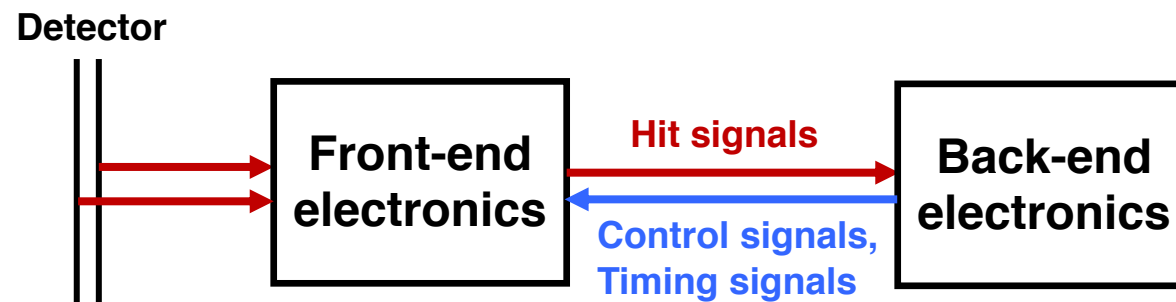 Detector
Front-end
electronics
Hit signals
Control signals,
Timing signals
Back-end
electronics